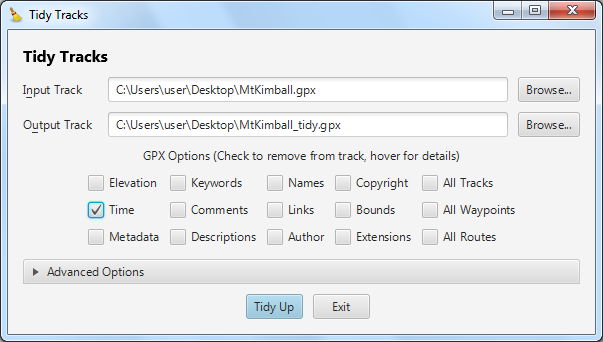 Tidy Tracks
Tidy Tracks
Input Track C:\Users\user\Desktop\MtKimball.gpx Browse...
Output Track C:\Users\user\Desktop\MtKimball_tidy.gpx Browse...
GPX Options (Check to remove from track, hover for details)
Elevation Keywords Names Copyright All Tracks
Time Comments Links Bounds All Waypoints
Metadata Descriptions Author Extensions All Routes
Advanced Options
Tidy Up Exit